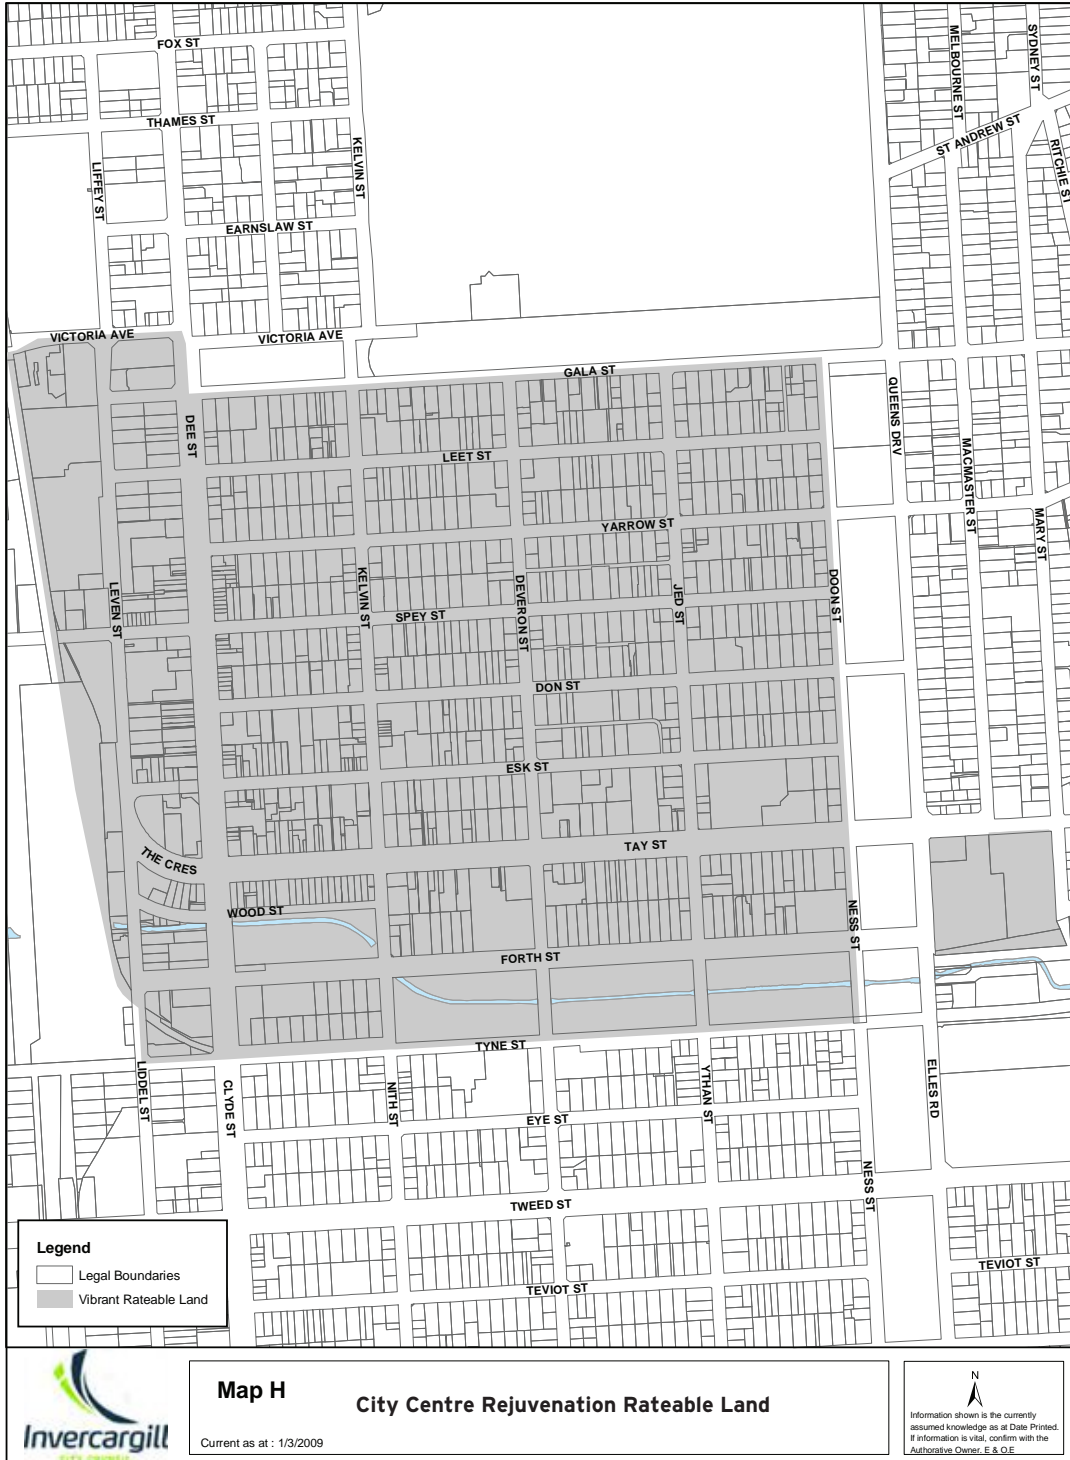 FOX ST
MELBOURNE ST
SYDNEY ST
THAMES ST
ST ANDREW ST
KELVIN ST
LIFFEY ST
RITCHIE ST
EARNSLAW ST
VICTORIA AVE
VICTORIA AVE
GALA ST
QUEENS DRV
DEE ST
LEET ST
MACMASTER ST
MARY ST
YARROW ST
LEVEN ST
KELVIN ST
DEVERON ST
JED ST
DOON ST
SPEY ST
DON ST
ESK ST
TAY ST
THE CRES
WOOD ST
NESS ST
FORTH ST
TYNE ST
LIDDEL ST
CLYDE ST
NITH ST
YTHAN ST
ELLES RD
EYE ST
NESS ST
TWEED ST
TEVIOT ST
TEVIOT ST
Legend
Legal Boundaries
Vibrant Rateable Land
Invercargill
CITY COUNCIL
Map H
City Centre Rejuvenation Rateable Land
Current as at : 1/3/2009
N
Information shown is the currently
assumed knowledge as at Date Printed.
If information is vital, confirm with the
Authorative Owner. E & O.E